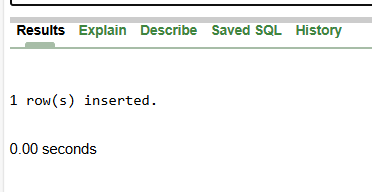 Results Explain Describe Saved SQL History
1 row(s) inserted.
0.00 seconds